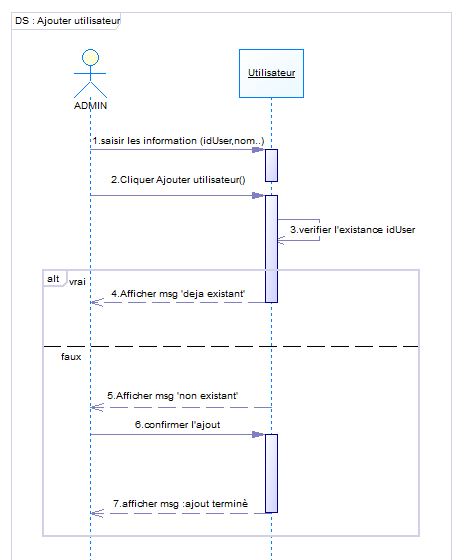 DS : Ajouter utilisateur
Utilisateur
ADMIN
1.saisir les information (idUser,nom..)
2.Cliquer Ajouter utilisateur()
3.verifier l'existance idUser
alt
vrai
4.Afficher msg 'deja existant'
faux
5.Afficher msg 'non existant'
6.confirmer l'ajout
7.afficher msg :ajout terminè